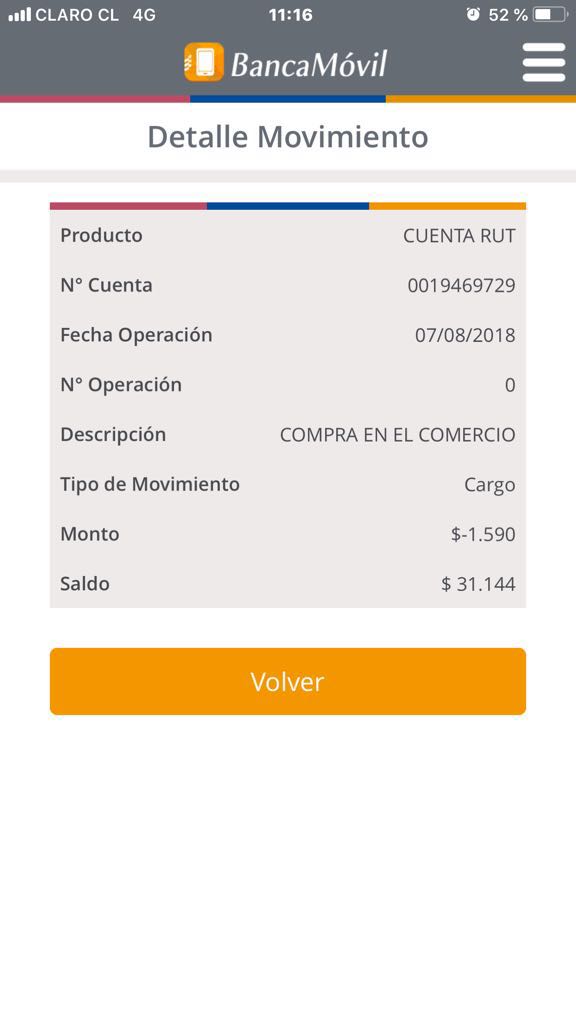 CLARO CL 4G 11:16 52 %
BancaMóvil
Detalle Movimiento
Producto CUENTA RUT
N° Cuenta 0019469729
Fecha Operación 07/08/2018
N° Operación 0
Descripción COMPRA EN EL COMERCIO
Tipo de Movimiento Cargo
Monto $-1.590
Saldo $ 31.144
Volver